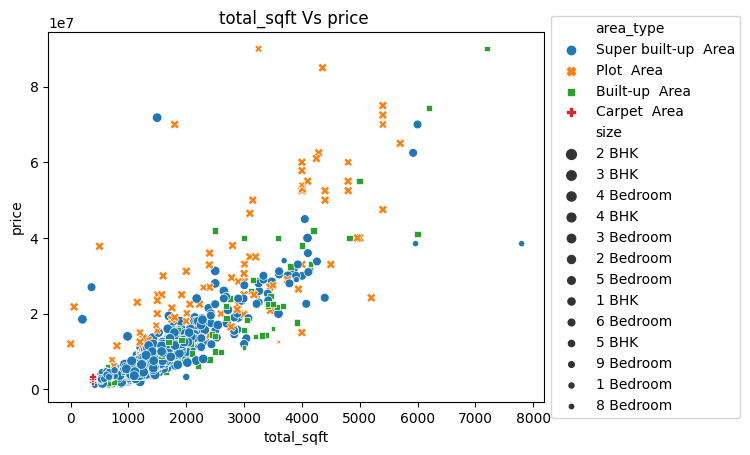 total_sqft Vs price
1e7
8
6
4
2
0
price
0 1000 2000 3000 4000 5000 6000 7000 8000
total_sqft
area_type
Super built-up  Area
Plot  Area
Built-up  Area
Carpet  Area
size
2 BHK
3 BHK
4 Bedroom
4 BHK
3 Bedroom
2 Bedroom
5 Bedroom
1 BHK
6 Bedroom
5 BHK
9 Bedroom
1 Bedroom
8 Bedroom